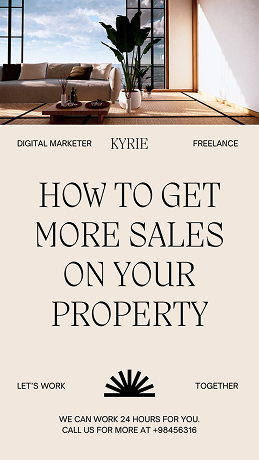 DIGITAL MARKETER KYRIE FREELANCE
HOW TO GET
MORE SALES
ON YOUR
PROPERTY
LET'S WORK TOGETHER
WE CAN WORK 24 HOURS FOR YOU.
CALL US FOR MORE AT +98456316